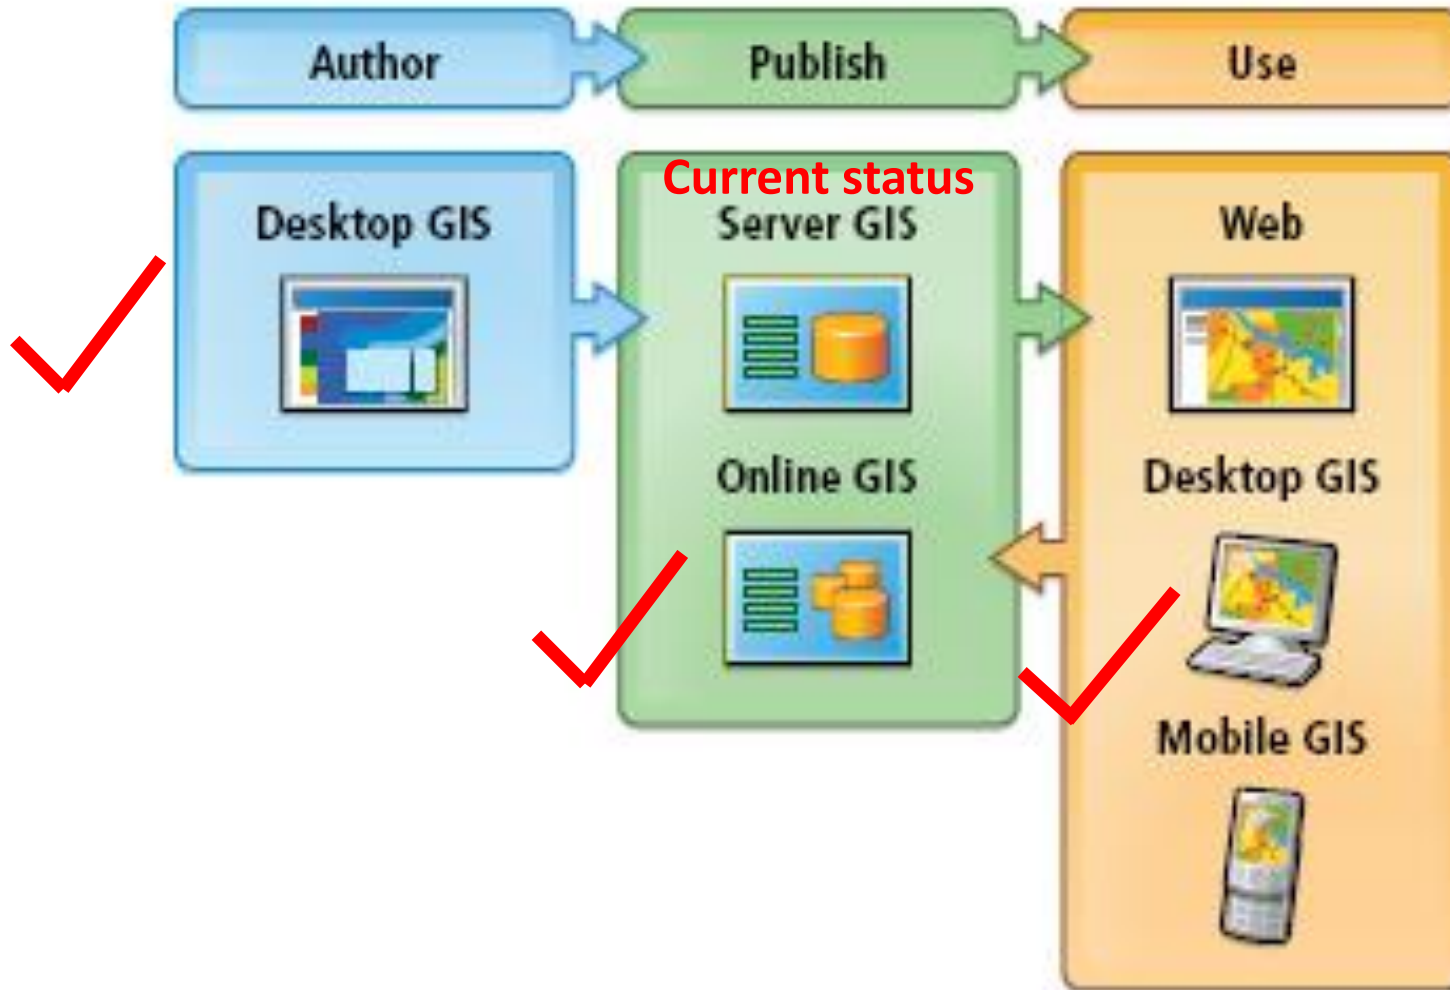 Author
Publish
Use
Current status
Desktop GIS
Server GIS
Web
Online GIS
Desktop GIS
Mobile GIS